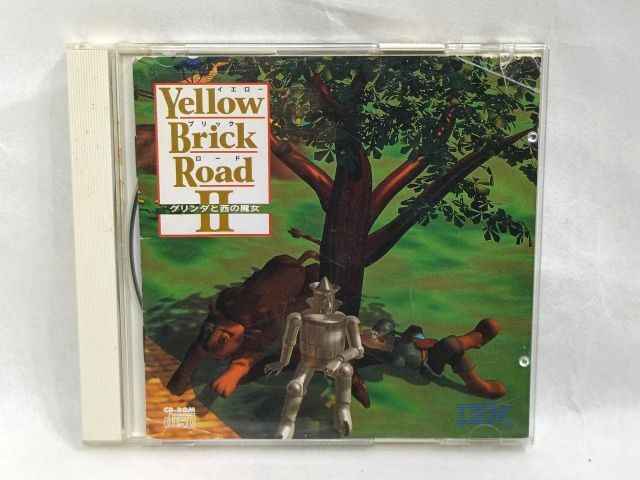 イエロー
Yellow
ブリック
Brick
ロード
Road
II
グリンダと西の魔女
CD-ROM
disc
IBM